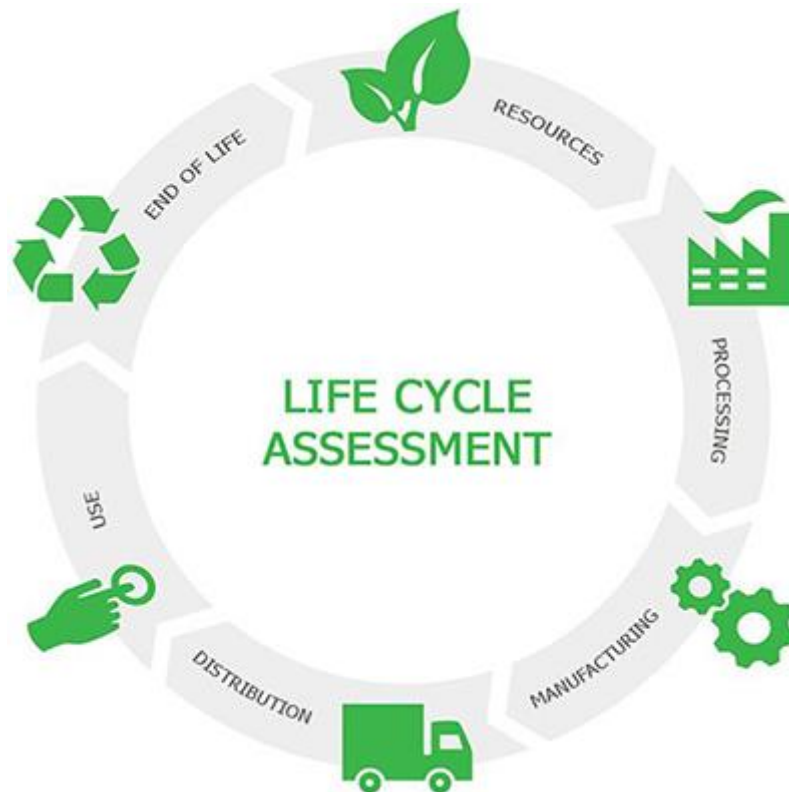 LIFE CYCLE
ASSESSMENT
RESOURCES
PROCESSING
MANUFACTURING
DISTRIBUTION
USE
END OF LIFE